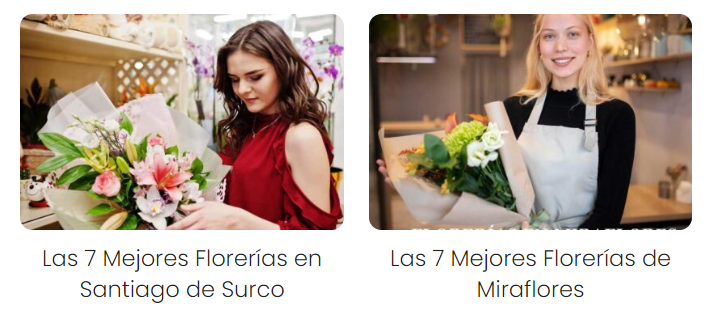 Las 7 Mejores Florerías en
Santiago de Surco
Las 7 Mejores Florerías de
Miraflores